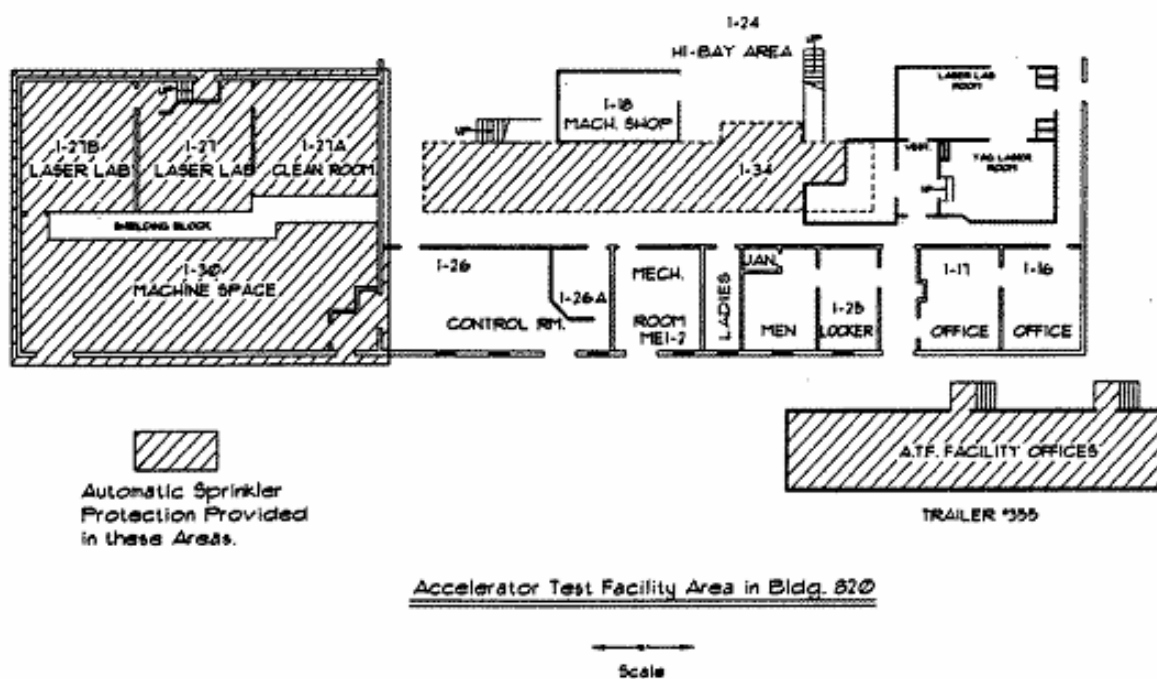 1-24
HI-BAY AREA
UP
LASER LAB
ROOM
UP
1-18
MACH. SHOP
UP
1-27B
LASER LAB
1-27
LASER LAB
1-27A
CLEAN ROOM
1-34
VEST.
YAG LASER
ROOM
UP
SHIELDING BLOCK
1-30
MACHINE SPACE
1-26
CONTROL RM.
1-26A
MECH.
ROOM
ME1-2
LADIES
JAN.
MEN
1-25
LOCKER
1-17
OFFICE
1-16
OFFICE
A.T.F. FACILITY OFFICES
TRAILER #355
Automatic Sprinkler
Protection Provided
in these Areas.
Accelerator Test Facility Area in Bldg. 820
Scale